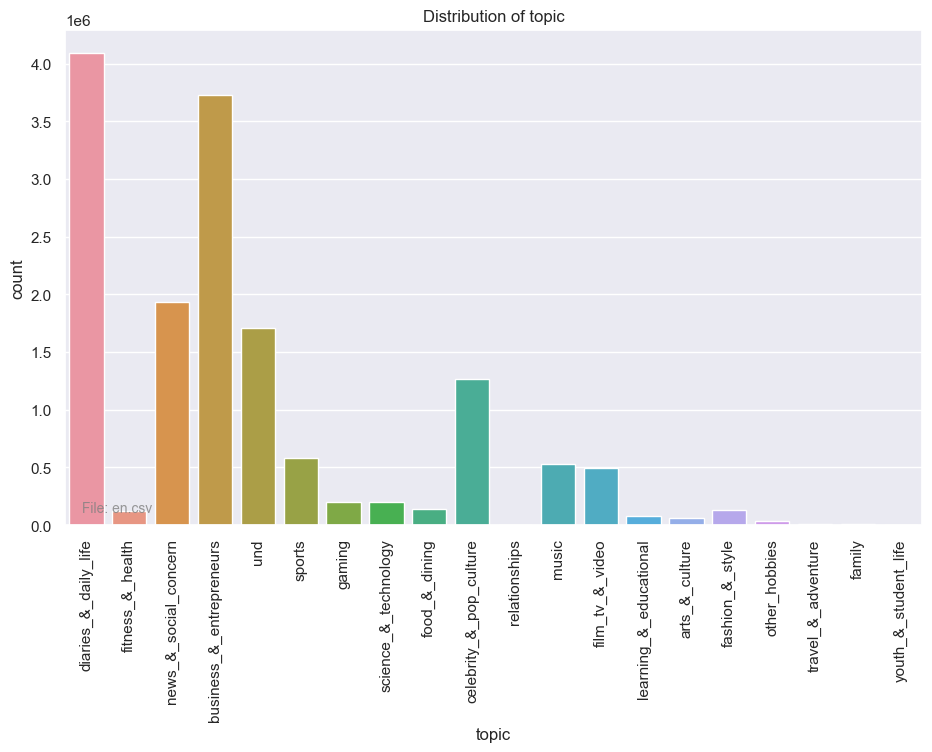 Distribution of topic
1e6
4.0
3.5
3.0
2.5
2.0
1.5
1.0
0.5
0.0
count
File: en.csv
diaries_&_daily_life
fitness_&_health
news_&_social_concern
business_&_entrepreneurs
und
sports
gaming
science_&_technology
food_&_dining
celebrity_&_pop_culture
relationships
music
film_tv_&_video
learning_&_educational
arts_&_culture
fashion_&_style
other_hobbies
travel_&_adventure
family
youth_&_student_life
topic